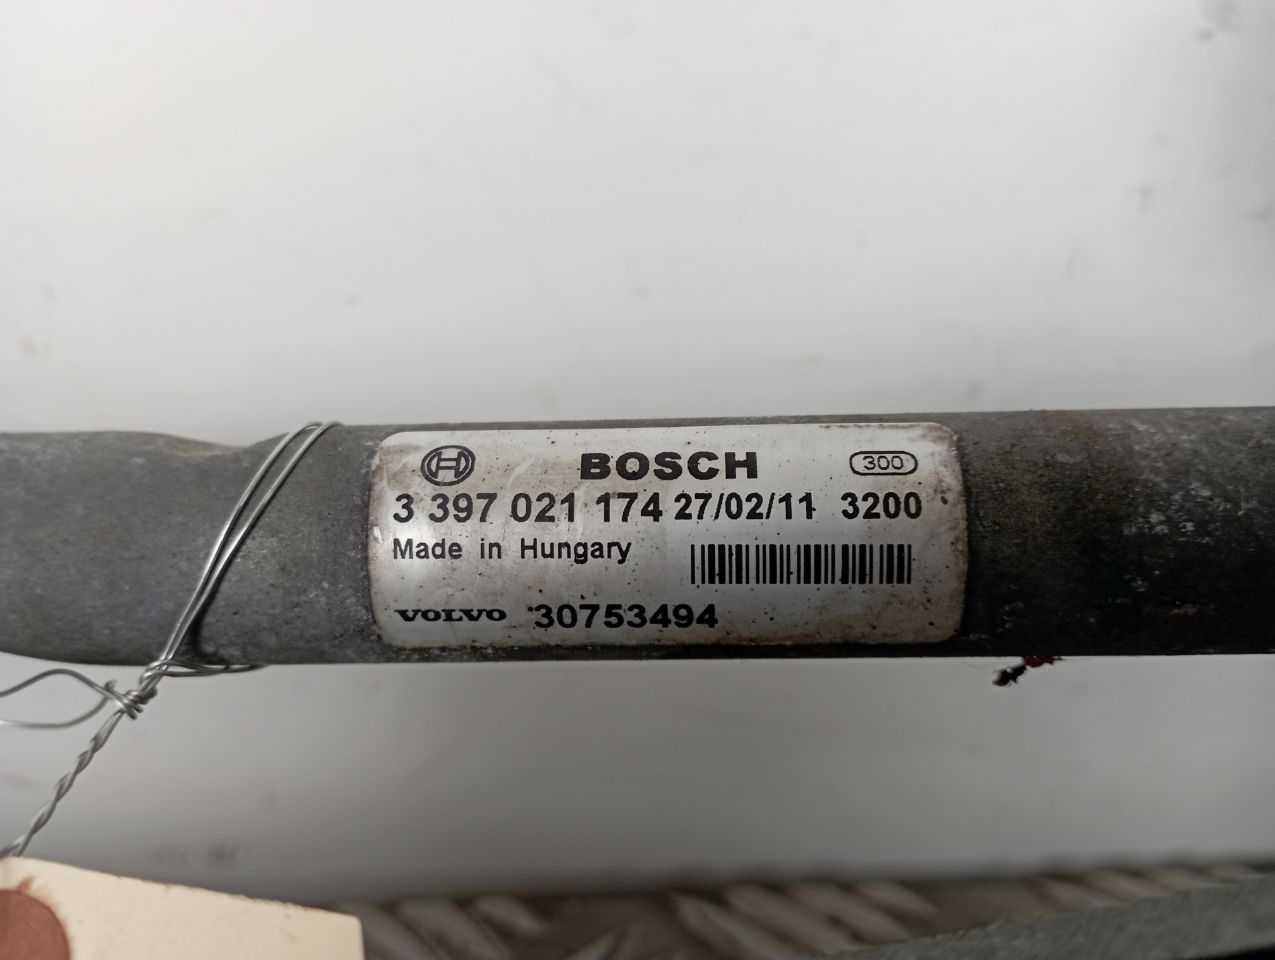 BOSCH 300
3 397 021 174 27/02/11 3200
Made in Hungary
VOLVO 30753494